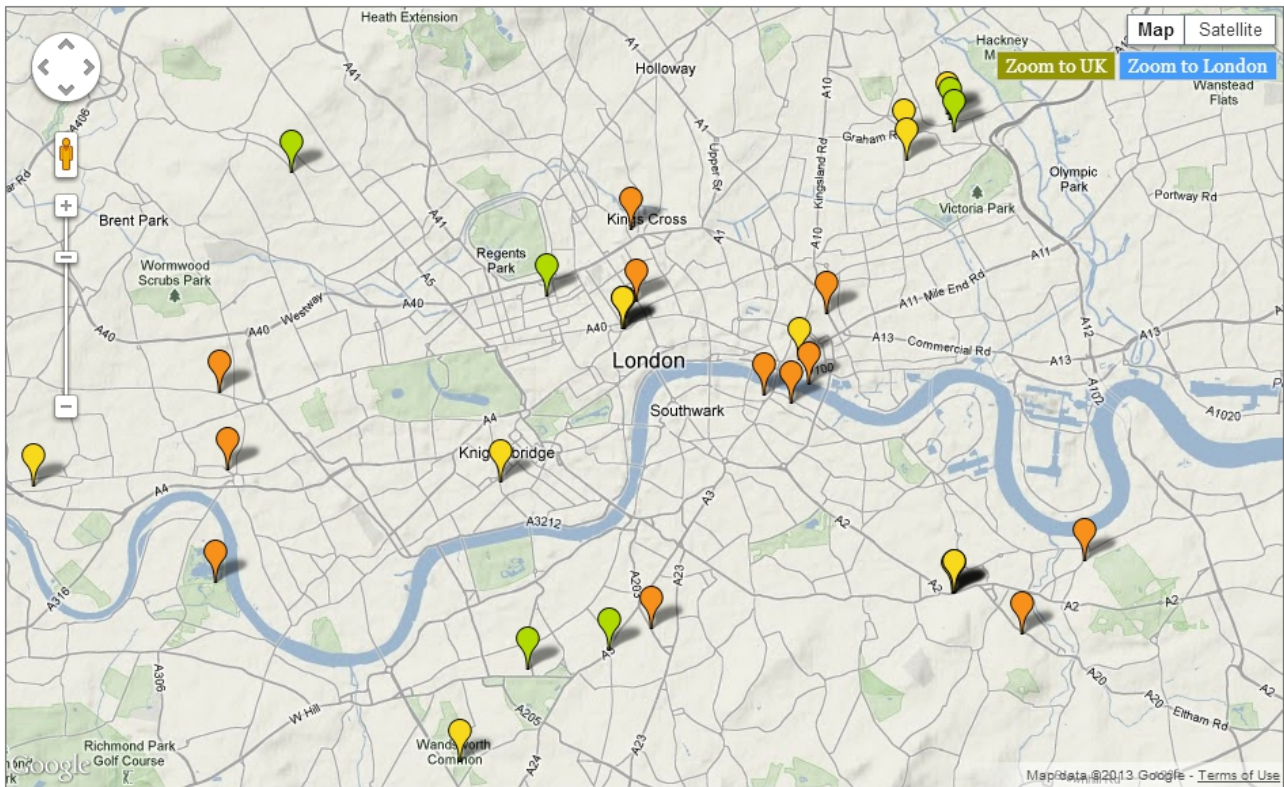 Heath Extension
Map
Satellite
Hackney
Zoom to UK
Zoom to London
A1
Holloway
A41
Wanstead
Flats
A406
A10
A1
Upper St
Graham
Kingsland Rd
Olympic
Park
Portway Rd
Brent Park
A41
Kings Cross
Victoria Park
A1
A10
A11
Regents
Park
Wormwood
Scrubs Park
A5
A11
Mile End Rd
A40
Westway
A40
A40
A40
A12
A13
A13
Commercial Rd
A13
London
A100
A102
A1020
Southwark
A4
Knightsbridge
A4
A3
A3212
A2
A316
A203
A23
A2
A2
A2
A3
A306
A20
A20
A2
Eltham Rd
W Hill
A205
Wandsworth
Common
A23
A24
Richmond Park
Golf Course
Google
Map data ©2013 Google - Terms of Use